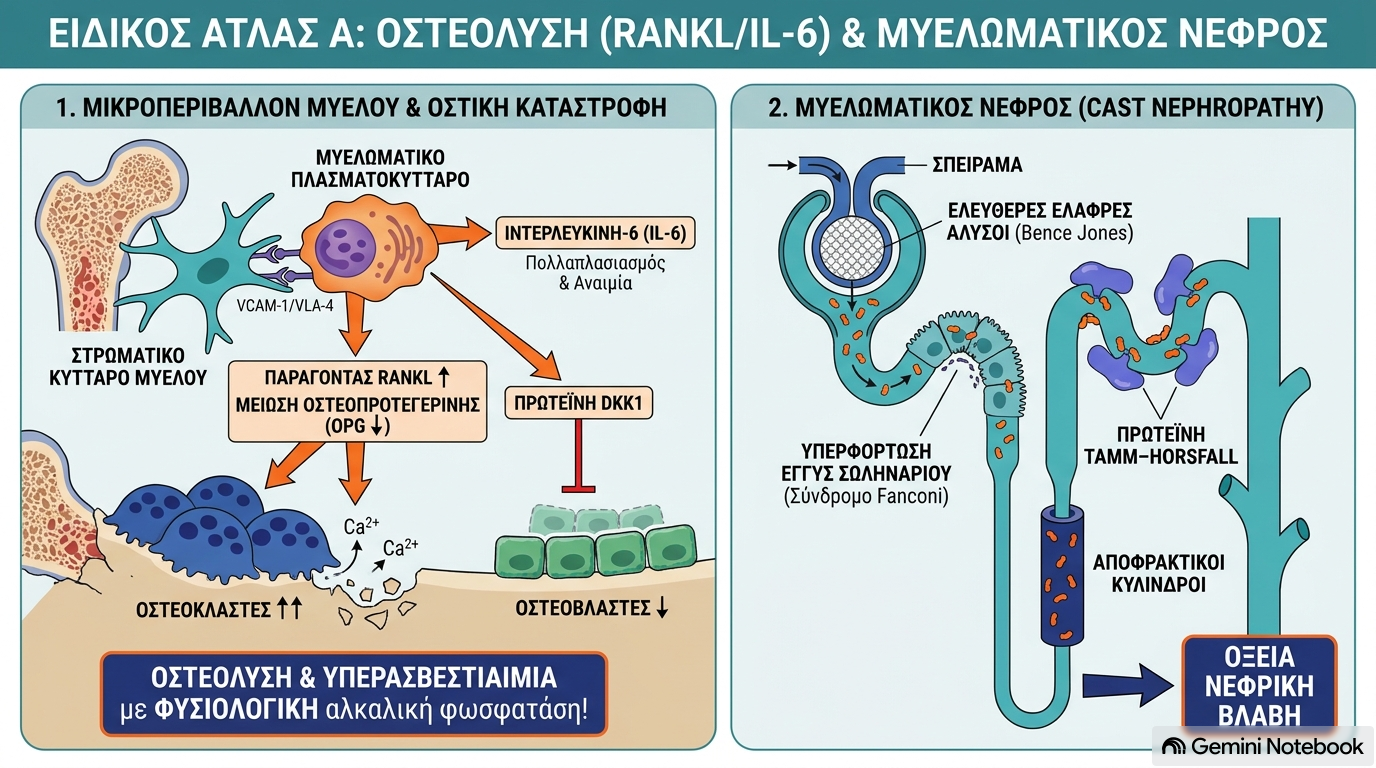 ΕΙΔΙΚΟΣ ΑΤΛΑΣ Α: ΟΣΤΕΟΛΥΣΗ (RANKL/IL-6) & ΜΥΕΛΩΜΑΤΙΚΟΣ ΝΕΦΡΟΣ
1. ΜΙΚΡΟΠΕΡΙΒΑΛΛΟΝ ΜΥΕΛΟΥ & ΟΣΤΙΚΗ ΚΑΤΑΣΤΡΟΦΗ
ΜΥΕΛΩΜΑΤΙΚΟ
ΠΛΑΣΜΑΤΟΚΥΤΤΑΡΟ
ΙΝΤΕΡΛΕΥΚΙΝΗ-6 (IL-6)
Πολλαπλασιασμός
& Αναιμία
VCAM-1/VLA-4
ΣΤΡΩΜΑΤΙΚΟ
ΚΥΤΤΑΡΟ ΜΥΕΛΟΥ
ΠΑΡΑΓΟΝΤΑΣ RANKL ↑
ΜΕΙΩΣΗ ΟΣΤΕΟΠΡΟΤΕΓΕΡΙΝΗΣ
(OPG ↓)
ΠΡΩΤΕΪΝΗ DKK1
Ca²⁺
Ca²⁺
ΟΣΤΕΟΚΛΑΣΤΕΣ ↑↑
ΟΣΤΕΟΒΛΑΣΤΕΣ ↓
ΟΣΤΕΟΛΥΣΗ & ΥΠΕΡΑΣΒΕΣΤΙΑΙΜΙΑ
με ΦΥΣΙΟΛΟΓΙΚΗ αλκαλική φωσφατάση!
2. ΜΥΕΛΩΜΑΤΙΚΟΣ ΝΕΦΡΟΣ (CAST NEPHROPATHY)
ΣΠΕΙΡΑΜΑ
ΕΛΕΥΘΕΡΕΣ ΕΛΑΦΡΕΣ
ΑΛΥΣΟΙ (Bence Jones)
ΥΠΕΡΦΟΡΤΩΣΗ
ΕΓΓΥΣ ΣΩΛΗΝΑΡΙΟΥ
(Σύνδρομο Fanconi)
ΠΡΩΤΕΪΝΗ
TAMM–HORSFALL
ΑΠΟΦΡΑΚΤΙΚΟΙ
ΚΥΛΙΝΔΡΟΙ
ΟΞΕΙΑ
ΝΕΦΡΙΚΗ
ΒΛΑΒΗ
Gemini Notebook